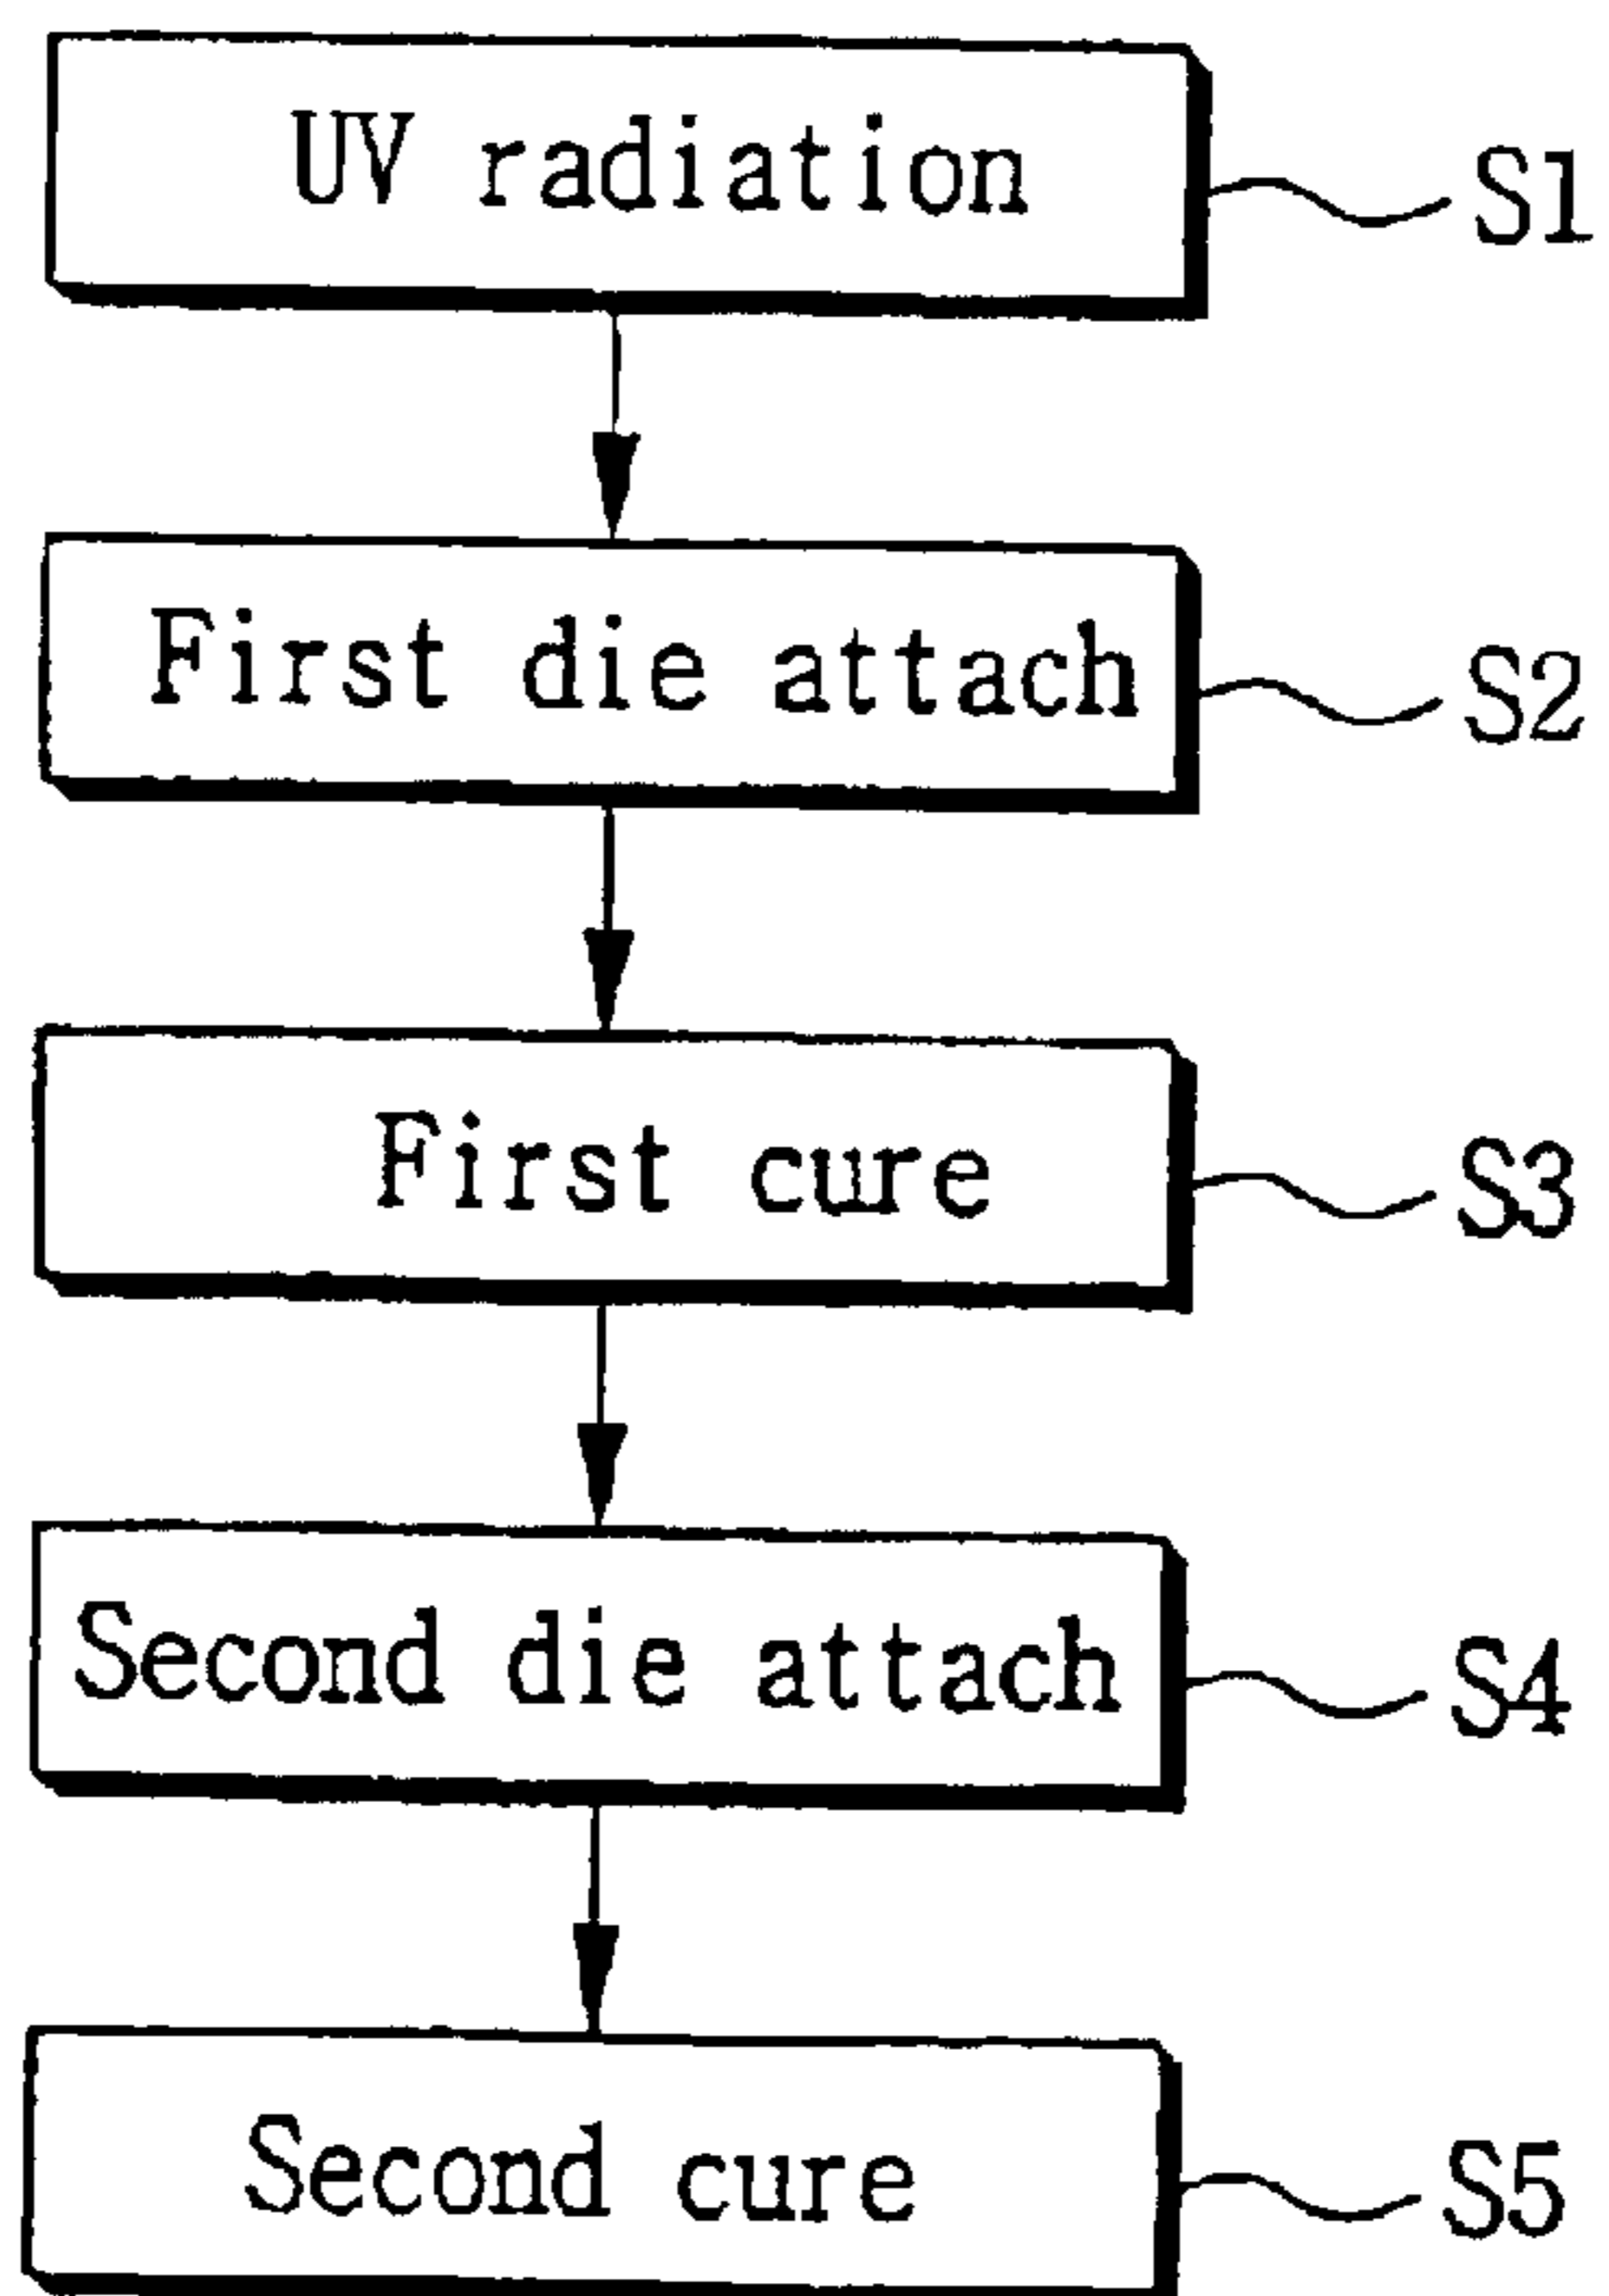 UV radiation
S1
First die attach
S2
First cure
S3
Second die attach
S4
Second cure
S5